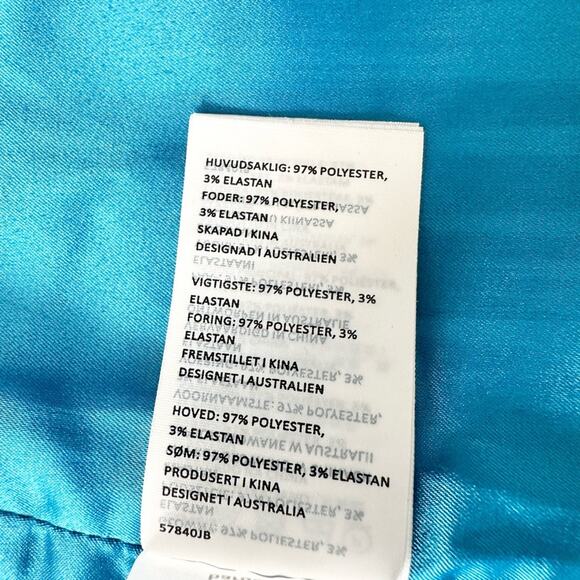 HUVUDSAKLIG: 97% POLYESTER,
3% ELASTAN
FODER: 97% POLYESTER,
3% ELASTAN
SKAPAD I KINA
DESIGNAD I AUSTRALIEN
VIGTIGSTE: 97% POLYESTER, 3%
ELASTAN
FORING: 97% POLYESTER, 3%
ELASTAN
FREMSTILLET I KINA
DESIGNET I AUSTRALIEN
HOVED: 97% POLYESTER,
3% ELASTAN
SØM: 97% POLYESTER, 3% ELASTAN
PRODUSERT I KINA
DESIGNET I AUSTRALIA
57840JB